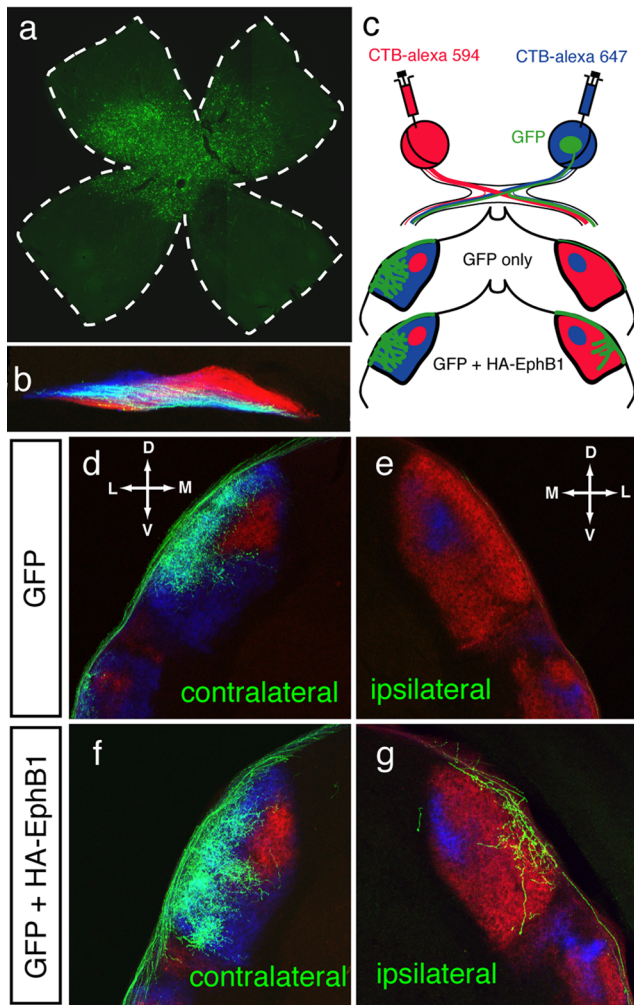 a
c
CTB-alexa 594
CTB-alexa 647
GFP
GFP only
GFP + HA-EphB1
b
GFP
d
D
L M
V
contralateral
e
D
M L
V
ipsilateral
GFP + HA-EphB1
f
contralateral
g
ipsilateral